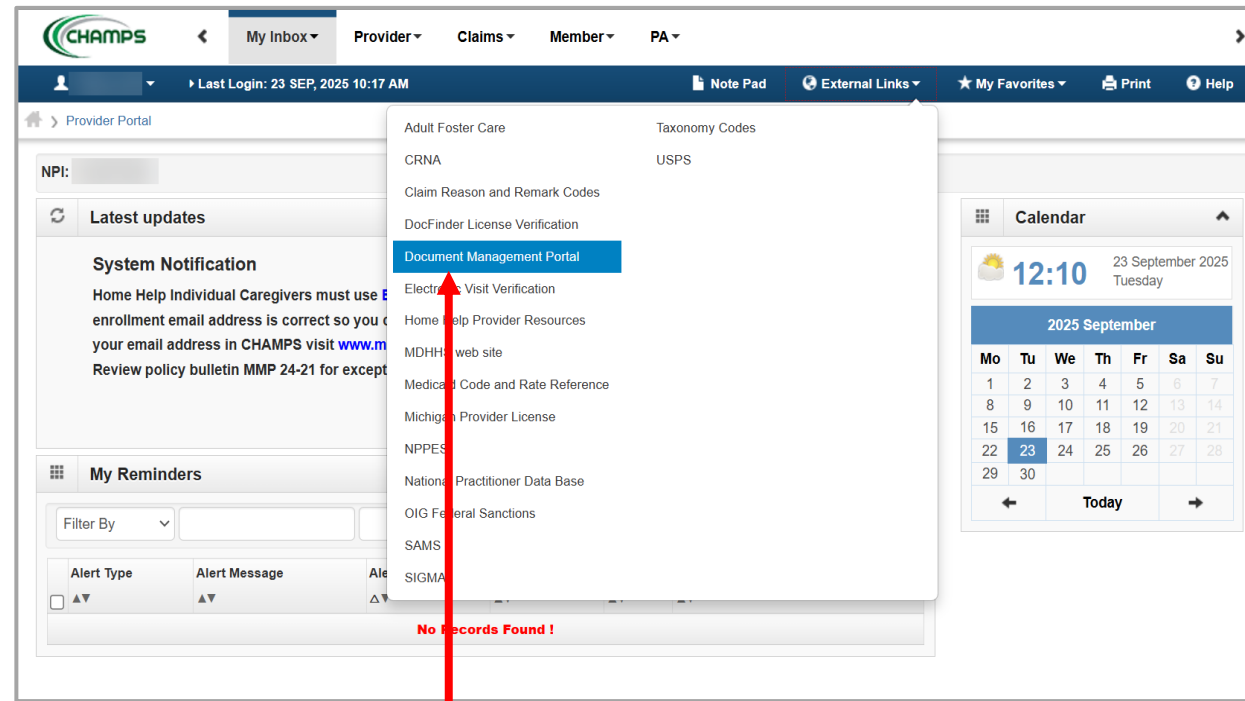 CHAMPS
My Inbox
Provider
Claims
Member
PA
Last Login: 23 SEP, 2025 10:17 AM
Note Pad
External Links
My Favorites
Print
Help
Provider Portal
NPI:
Latest updates
System Notification
Home Help Individual Caregivers must use
enrollment email address is correct so you
your email address in CHAMPS visit www.m
Review policy bulletin MMP 24-21 for except
My Reminders
Filter By
Alert Type
Alert Message
Ale
No Records Found !
Adult Foster Care
CRNA
Claim Reason and Remark Codes
DocFinder License Verification
Document Management Portal
Electronic Visit Verification
Home Help Provider Resources
MDHHS web site
Medicaid Code and Rate Reference
Michigan Provider License
NPPES
National Practitioner Data Base
OIG Federal Sanctions
SAMS
SIGMA
Taxonomy Codes
USPS
Calendar
12:10
23 September 2025
Tuesday
2025 September
Mo Tu We Th Fr Sa Su
1 2 3 4 5 6 7
8 9 10 11 12 13 14
15 16 17 18 19 20 21
22 23 24 25 26 27 28
29 30
Today